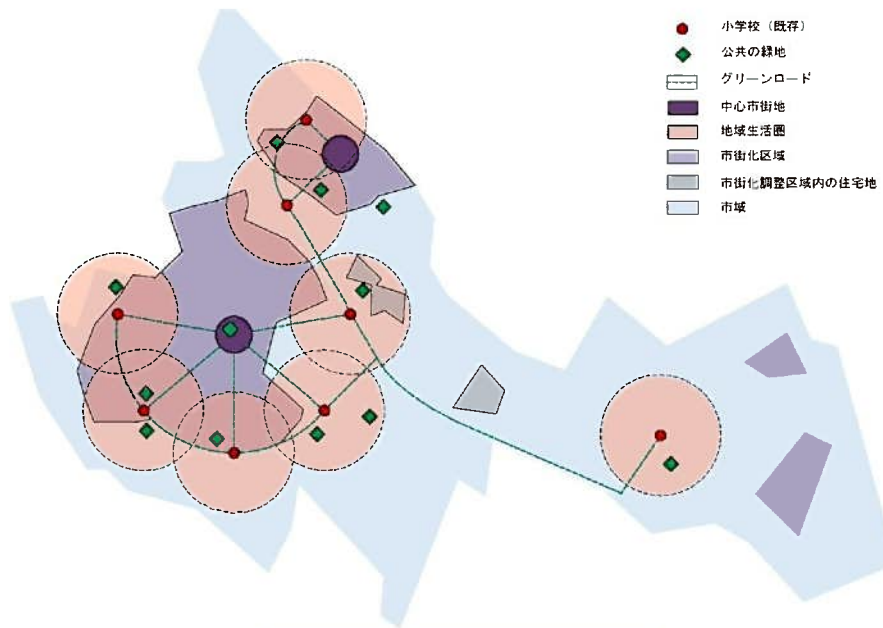 小学校（既存）
公共の緑地
グリーンロード
中心市街地
地域生活圏
市街化区域
市街化調整区域内の住宅地
市域